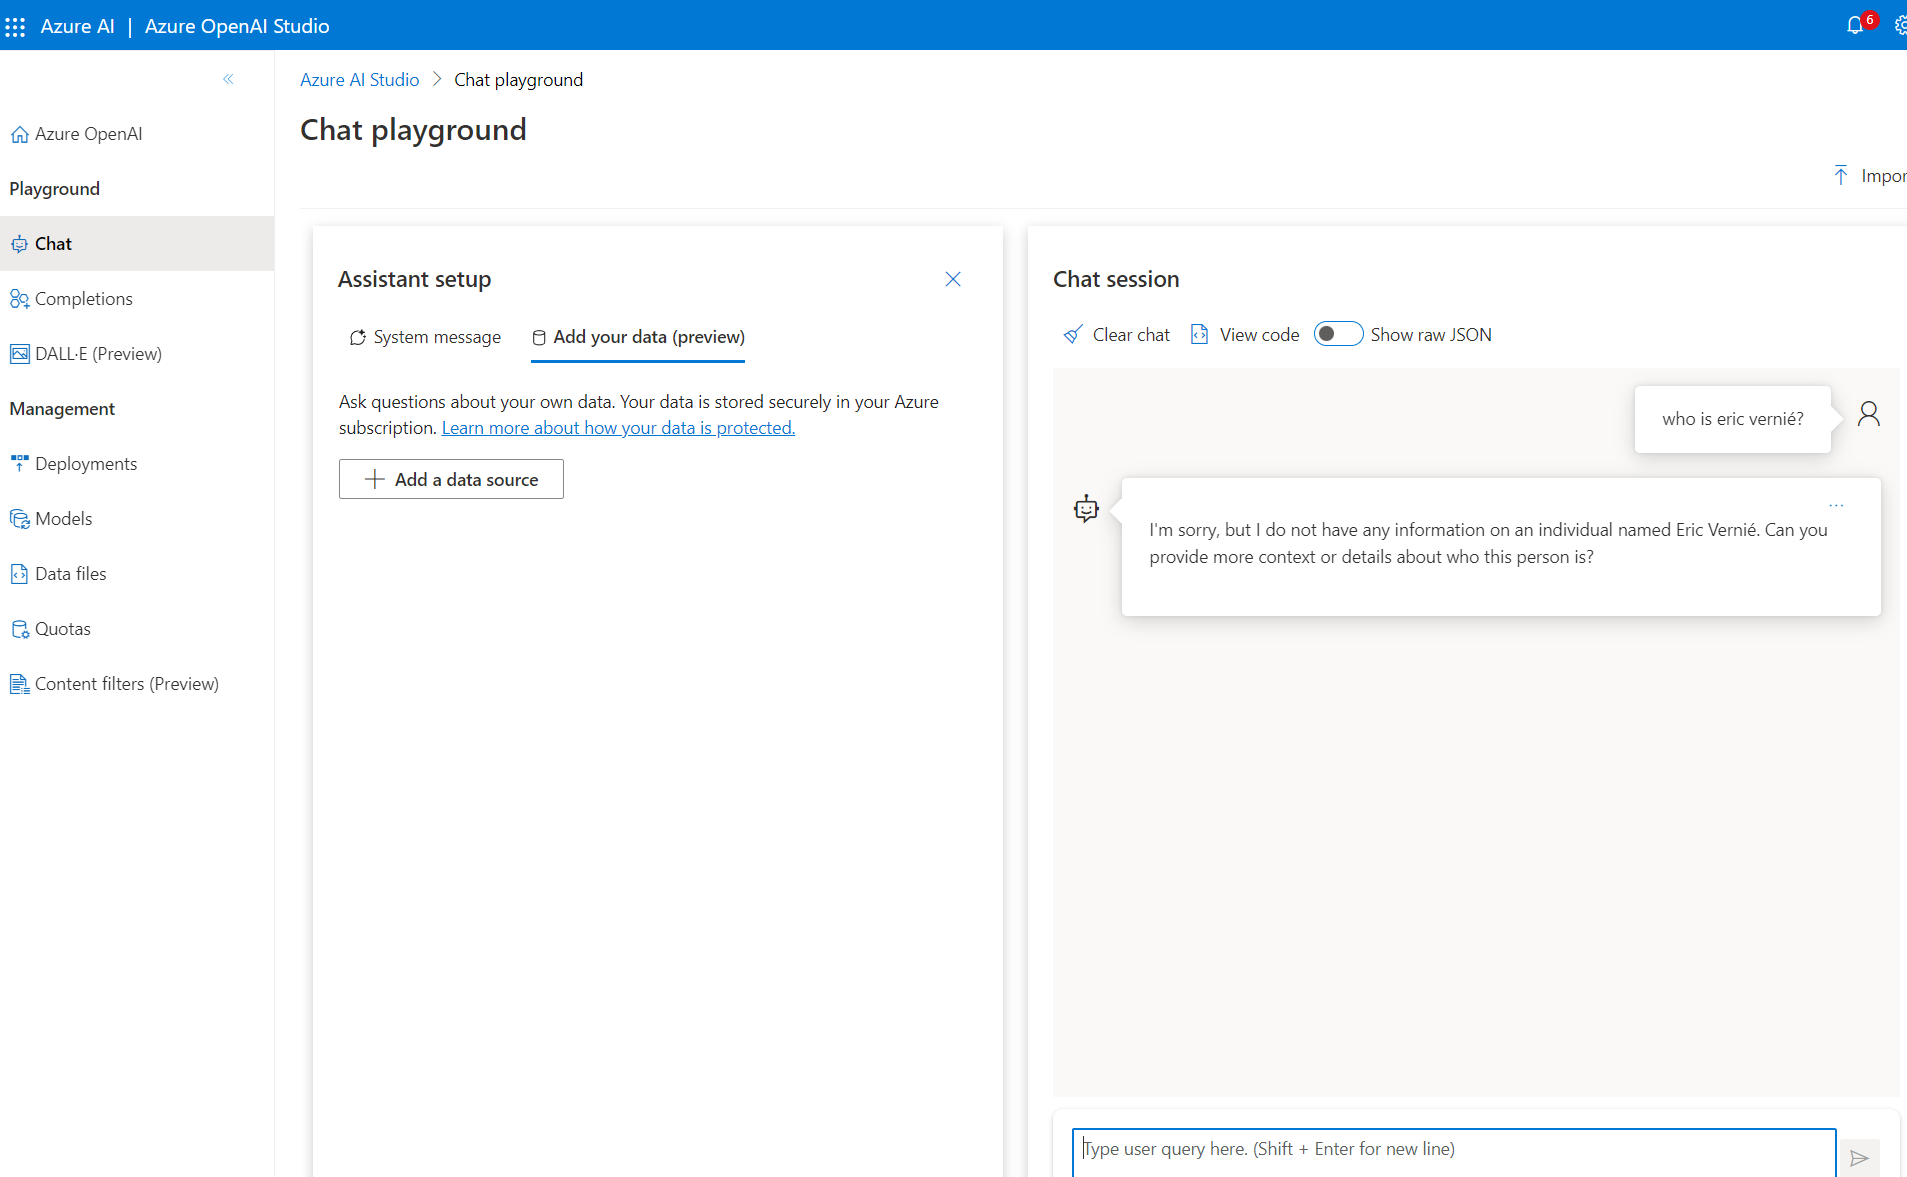 Azure AI | Azure OpenAI Studio
6
Azure AI Studio > Chat playground
Chat playground
Impor
Azure OpenAI
Playground
Chat
Completions
DALL·E (Preview)
Management
Deployments
Models
Data files
Quotas
Content filters (Preview)
Assistant setup
System message
Add your data (preview)
Ask questions about your own data. Your data is stored securely in your Azure
subscription. Learn more about how your data is protected.
Add a data source
Chat session
Clear chat
View code
Show raw JSON
who is eric vernié?
I'm sorry, but I do not have any information on an individual named Eric Vernié. Can you
provide more context or details about who this person is?
Type user query here. (Shift + Enter for new line)